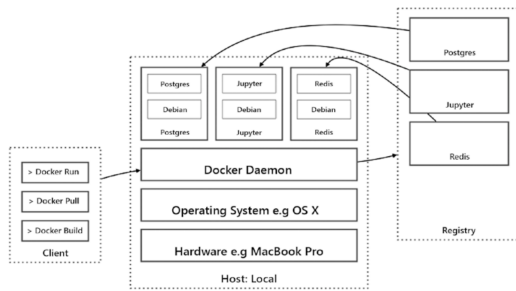 Postgres
Jupyter
Redis
Registry
Postgres
Debian
Postgres
Jupyter
Debian
Jupyter
Redis
Debian
Redis
Docker Daemon
Operating System e.g OS X
Hardware e.g MacBook Pro
Host: Local
> Docker Run
> Docker Pull
> Docker Build
Client